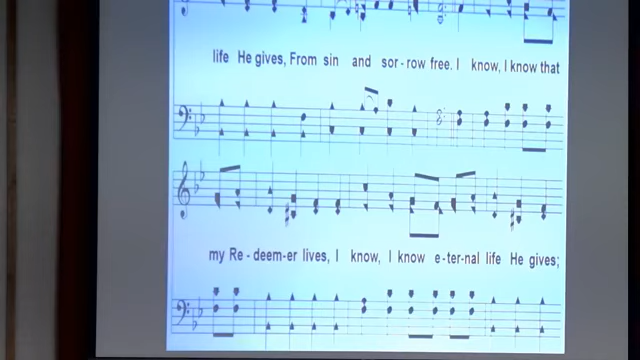 life He gives, From sin and sor - row free. I know, I know that
my Re - deem - er lives, I know, I know e - ter - nal life He gives;